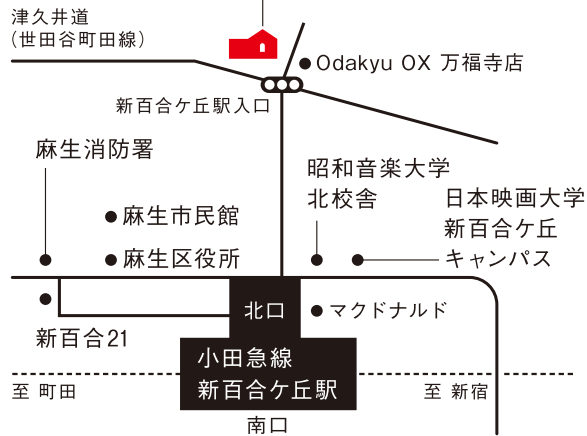 津久井道
（世田谷町田線）
Odakyu OX 万福寺店
新百合ケ丘駅入口
麻生消防署
昭和音楽大学
北校舎
日本映画大学
新百合ケ丘
キャンパス
麻生市民館
麻生区役所
北口
マクドナルド
新百合21
小田急線
新百合ケ丘駅
至 町田
至 新宿
南口